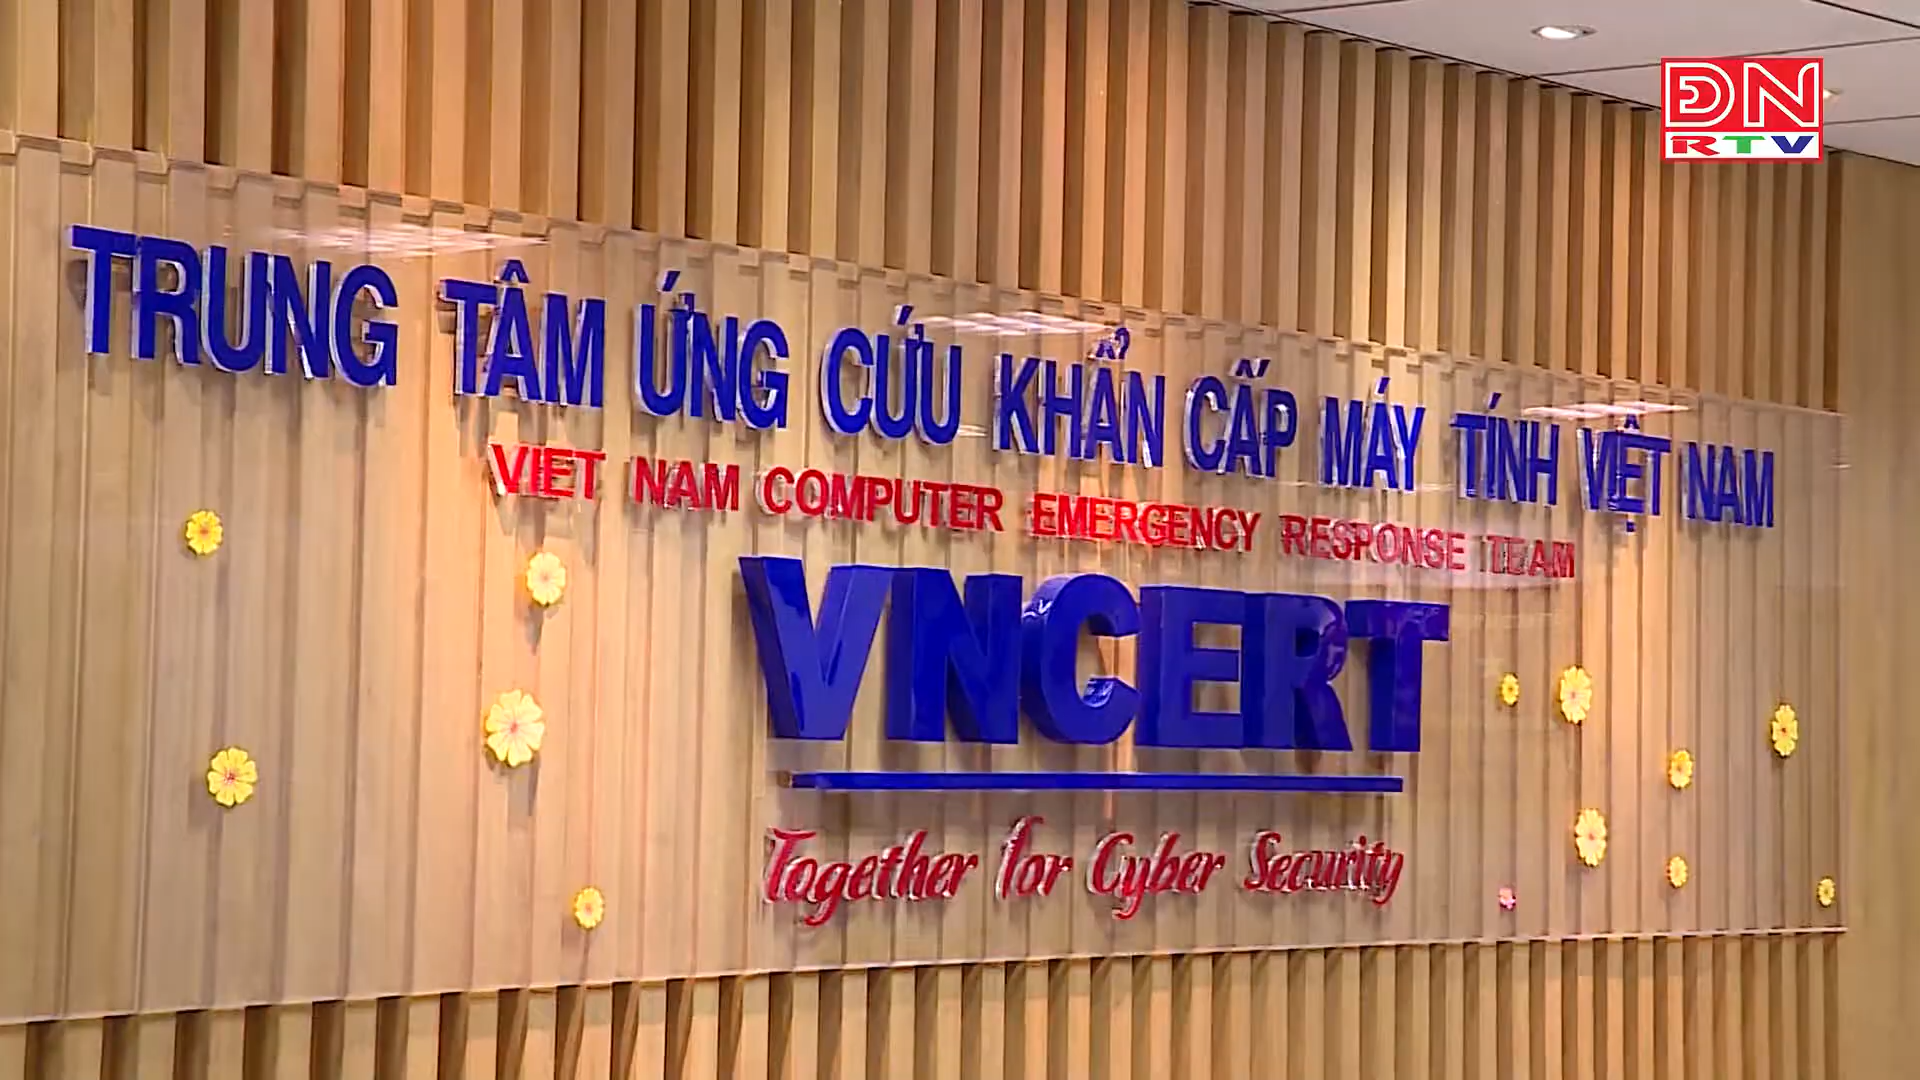 ĐN
RTV
TRUNG TÂM ỨNG CỨU KHẨN CẤP MÁY TÍNH VIỆT NAM
VIET NAM COMPUTER EMERGENCY RESPONSE TEAM
VNCERT
Together for Cyber Security